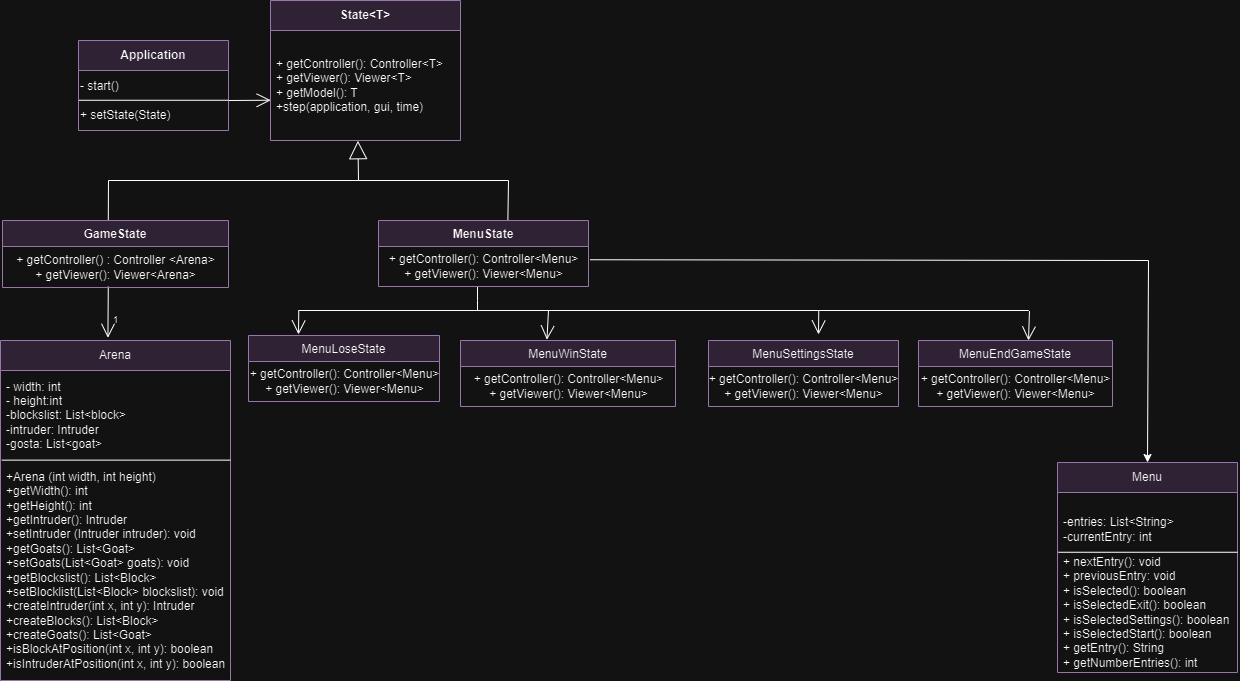 State<T>
+ getController(): Controller<T>
+ getViewer(): Viewer<T>
+ getModel(): T
+step(application, gui, time)
Application
- start()
+ setState(State)
GameState
+ getController() : Controller <Arena>
+ getViewer(): Viewer<Arena>
MenuState
+ getController(): Controller<Menu>
+ getViewer(): Viewer<Menu>
1
Arena
- width: int
- height:int
-blockslist: List<block>
-intruder: Intruder
-gosta: List<goat>
+Arena (int width, int height)
+getWidth(): int
+getHeight(): int
+getIntruder(): Intruder
+setIntruder (Intruder intruder): void
+getGoats(): List<Goat>
+setGoats(List<Goat> goats): void
+getBlockslist(): List<Block>
+setBlocklist(List<Block> blockslist): void
+createIntruder(int x, int y): Intruder
+createBlocks(): List<Block>
+createGoats(): List<Goat>
+isBlockAtPosition(int x, int y): boolean
+isIntruderAtPosition(int x, int y): boolean
MenuLoseState
+ getController(): Controller<Menu>
+ getViewer(): Viewer<Menu>
MenuWinState
+ getController(): Controller<Menu>
+ getViewer(): Viewer<Menu>
MenuSettingsState
+ getController(): Controller<Menu>
+ getViewer(): Viewer<Menu>
MenuEndGameState
+ getController(): Controller<Menu>
+ getViewer(): Viewer<Menu>
Menu
-entries: List<String>
-currentEntry: int
+ nextEntry(): void
+ previousEntry: void
+ isSelected(): boolean
+ isSelectedExit(): boolean
+ isSelectedSettings(): boolean
+ isSelectedStart(): boolean
+ getEntry(): String
+ getNumberEntries(): int